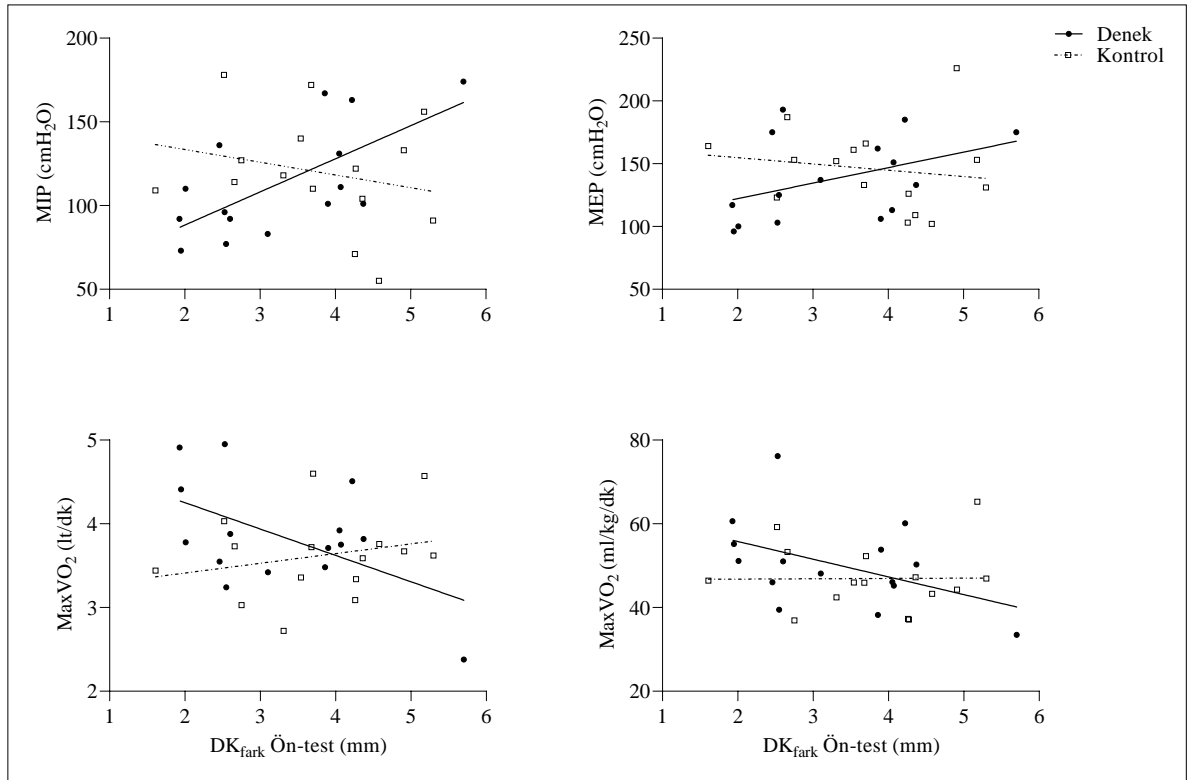 Denek
Kontrol
200
150
100
50
MIP (cmH₂O)
1 2 3 4 5 6
250
200
150
100
50
MEP (cmH₂O)
1 2 3 4 5 6
5
4
3
2
MaxVO₂ (lt/dk)
1 2 3 4 5 6
DKfark Ön-test (mm)
80
60
40
20
MaxVO₂ (ml/kg/dk)
1 2 3 4 5 6
DKfark Ön-test (mm)